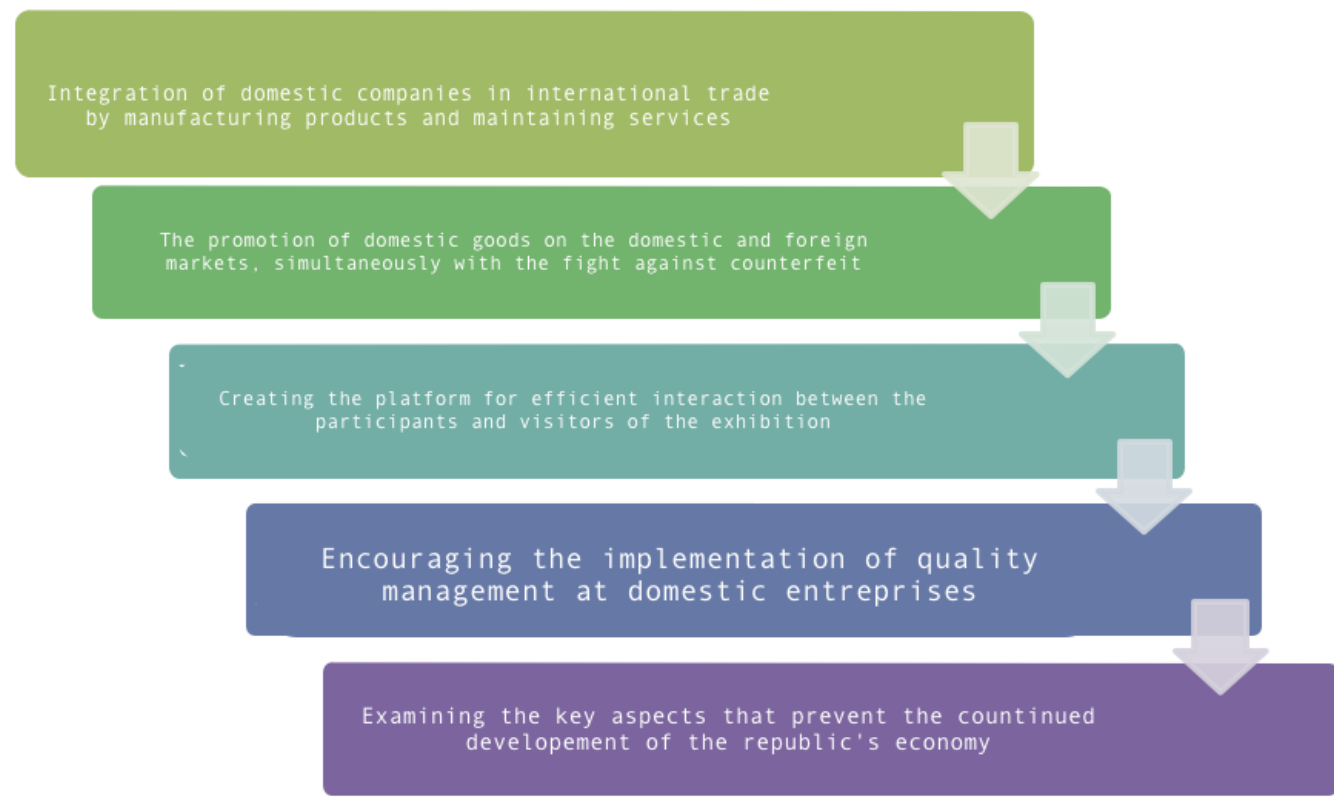 Integration of domestic companies in international trade
by manufacturing products and maintaining services
The promotion of domestic goods on the domestic and foreign
markets, simultaneously with the fight against counterfeit
Creating the platform for efficient interaction between the
participants and visitors of the exhibition
Encouraging the implementation of quality
management at domestic entreprises
Examining the key aspects that prevent the countinued
developement of the republic's economy